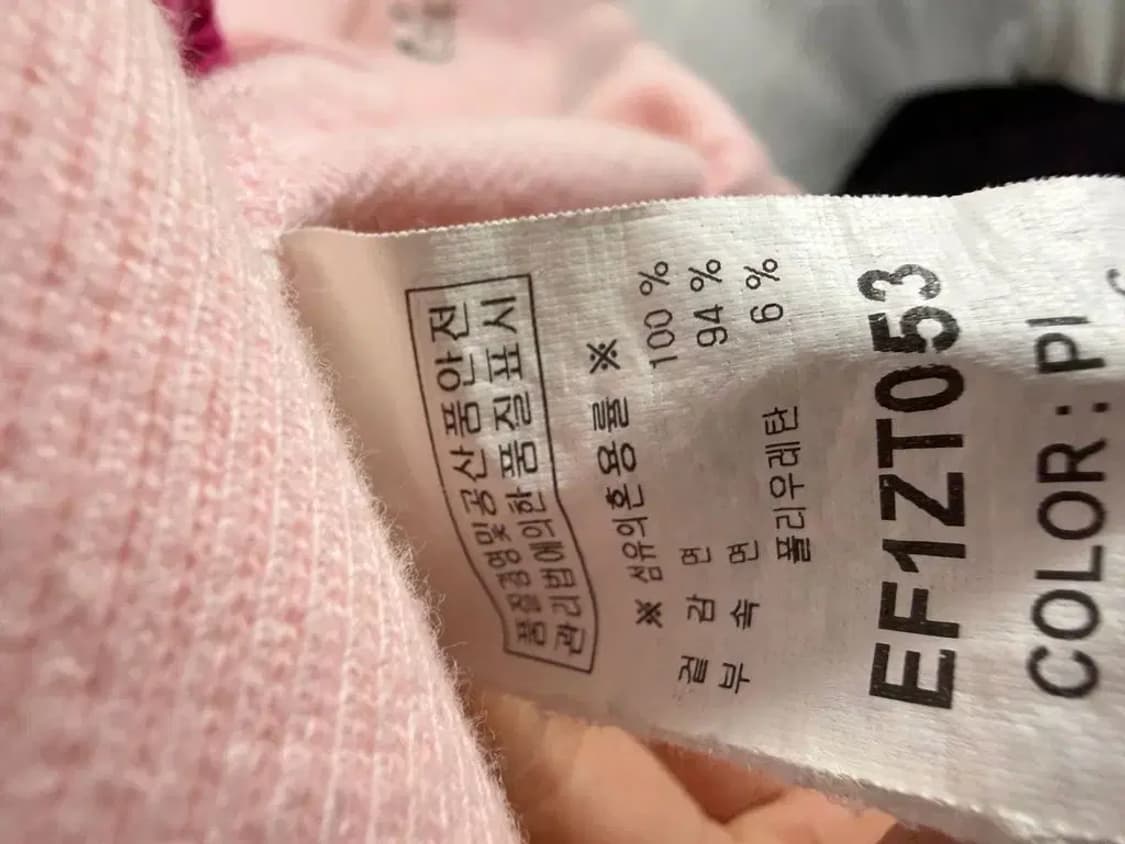 품질경영및공산품안전
관리법에의한품질표시
※ 섬유의혼용률 ※
겉감 면 100 %
부속 면 94 %
폴리우레탄 6 %
EF1ZT053
COLOR : PI